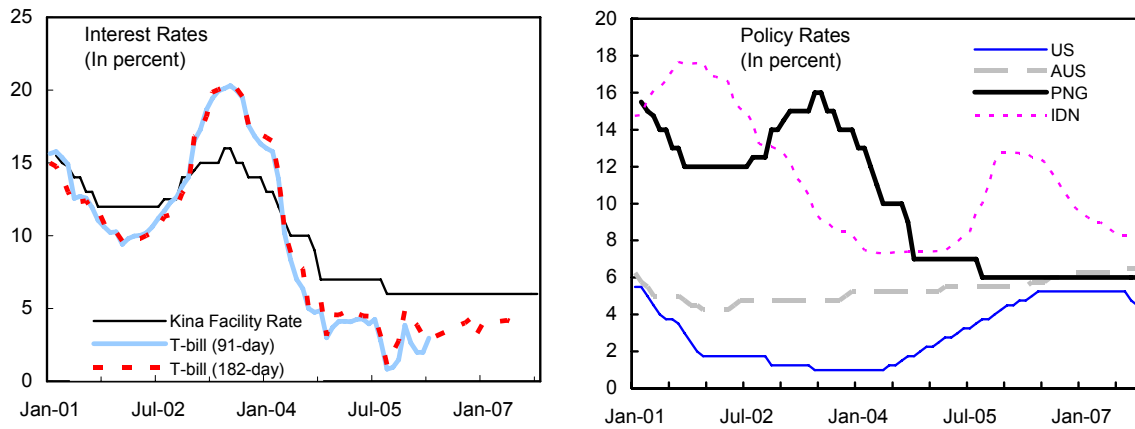 Interest Rates
(In percent)
25
20
15
10
5
0
Kina Facility Rate
T-bill (91-day)
T-bill (182-day)
Jan-01 Jul-02 Jan-04 Jul-05 Jan-07
Policy Rates
(In percent)
US
AUS
PNG
IDN
20
18
16
14
12
10
8
6
4
2
0
Jan-01 Jul-02 Jan-04 Jul-05 Jan-07